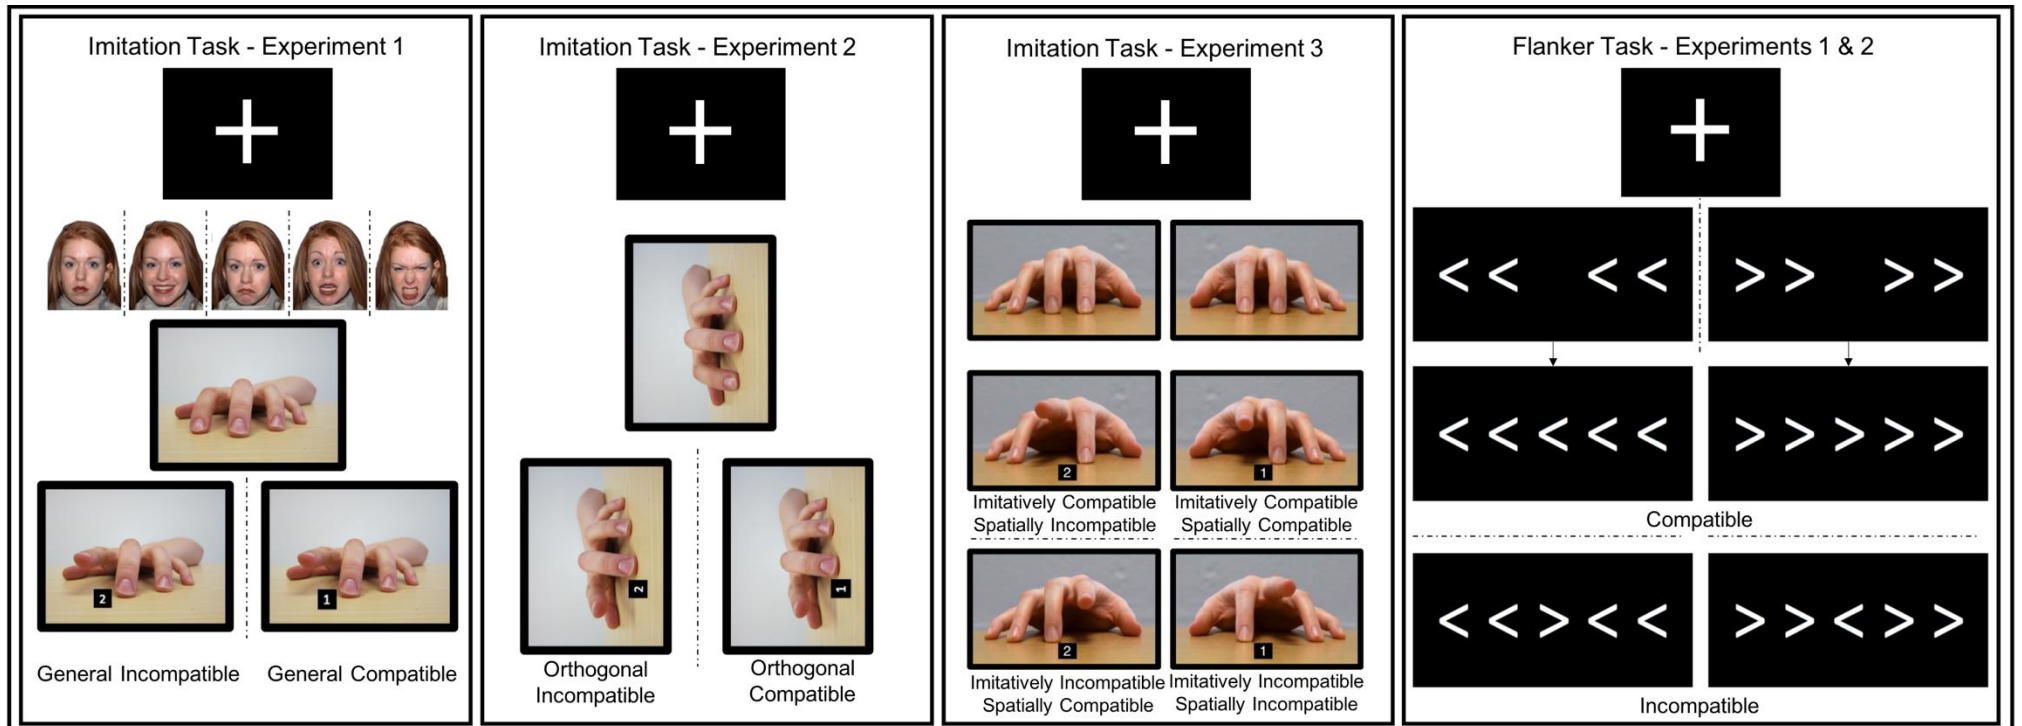 Imitation Task - Experiment 1
2
1
General Incompatible
General Compatible
Imitation Task - Experiment 2
2
1
Orthogonal
Incompatible
Orthogonal
Compatible
Imitation Task - Experiment 3
2
1
Imitatively Compatible
Spatially Incompatible
Imitatively Compatible
Spatially Compatible
2
1
Imitatively Incompatible
Spatially Compatible
Imitatively Incompatible
Spatially Incompatible
Flanker Task - Experiments 1 & 2
< < < <
> > > >
< < < < <
> > > > >
Compatible
< < > < <
> > < > >
Incompatible